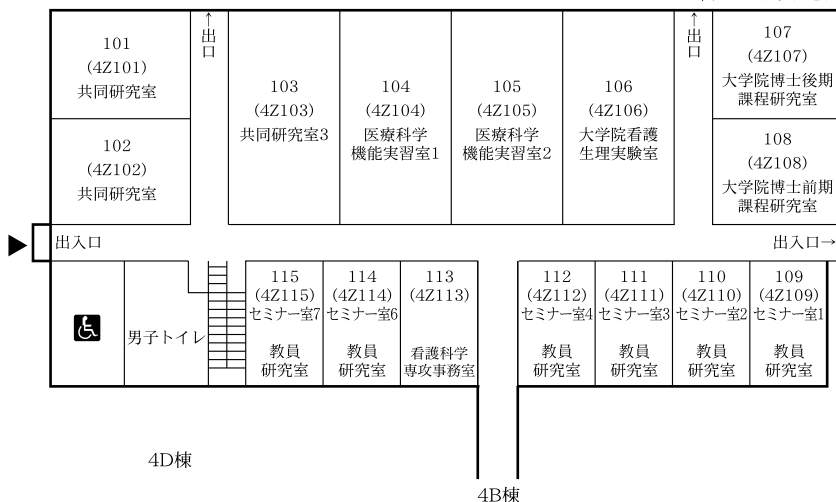 101
(4Z101)
共同研究室
↑
出
口
103
(4Z103)
共同研究室3
104
(4Z104)
医療科学
機能実習室1
105
(4Z105)
医療科学
機能実習室2
106
(4Z106)
大学院看護
生理実験室
↑
出
口
107
(4Z107)
大学院博士後期
課程研究室
102
(4Z102)
共同研究室
108
(4Z108)
大学院博士前期
課程研究室
出入口
出入口→
男子トイレ
115
(4Z115)
セミナー室7
教員
研究室
114
(4Z114)
セミナー室6
教員
研究室
113
(4Z113)
看護科学
専攻事務室
112
(4Z112)
セミナー室4
教員
研究室
111
(4Z111)
セミナー室3
教員
研究室
110
(4Z110)
セミナー室2
教員
研究室
109
(4Z109)
セミナー室1
教員
研究室
4D棟
4B棟